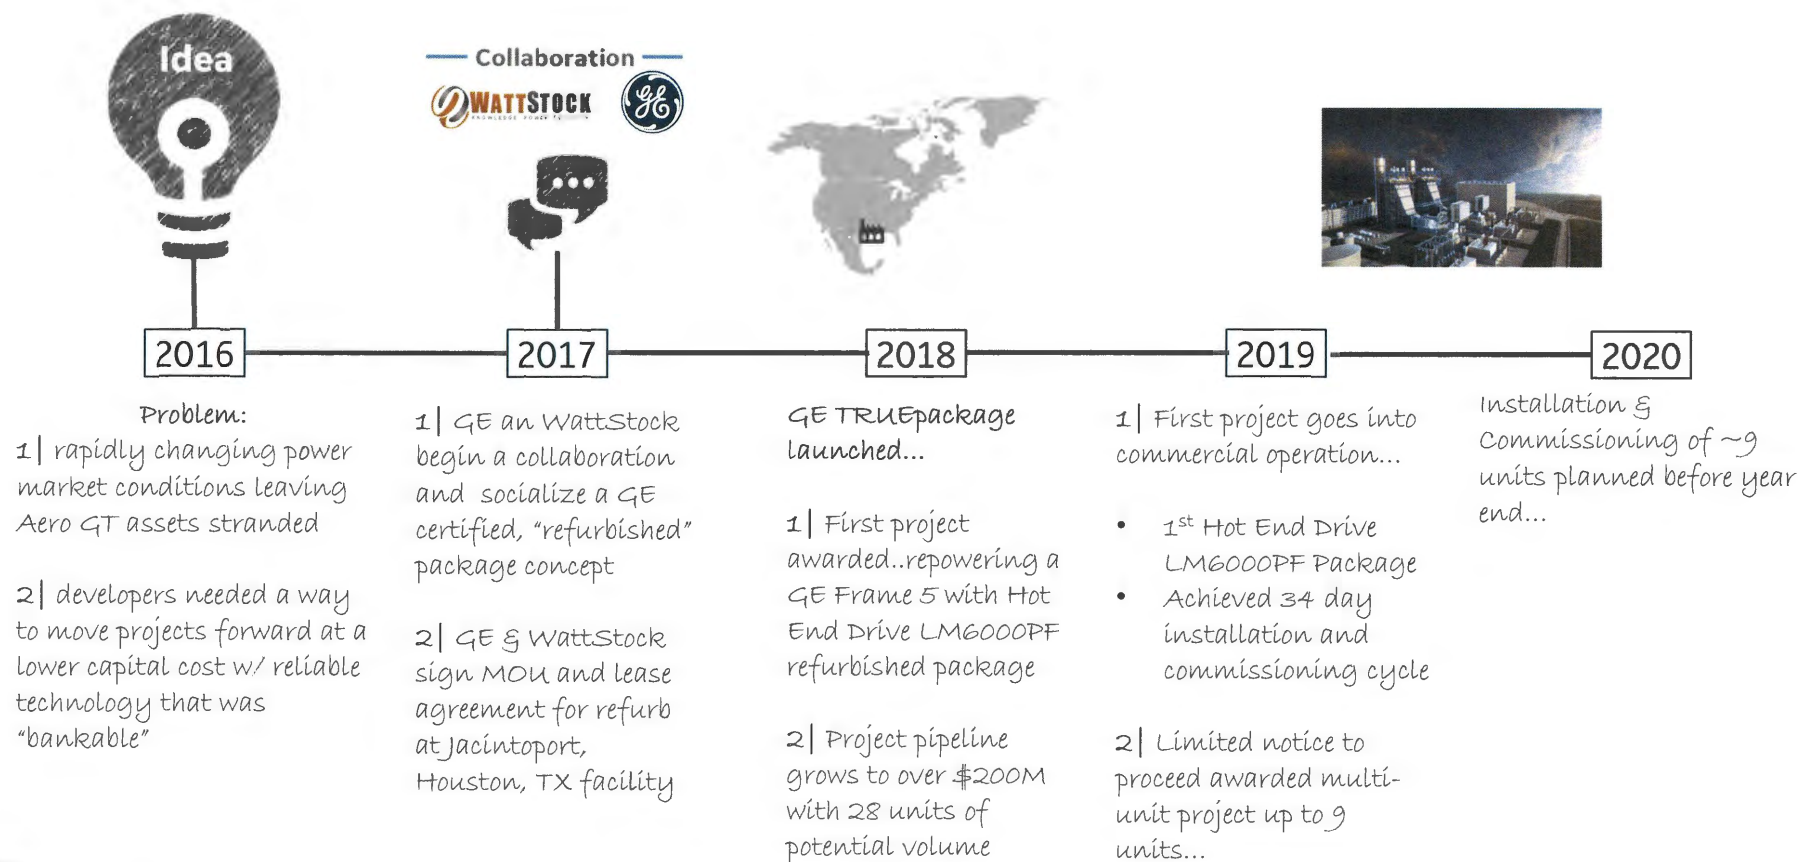 Idea
Collaboration
WATTSTOCK
GE
2016
2017
2018
2019
2020
Problem:
1| rapidly changing power
market conditions leaving
Aero GT assets stranded
2| developers needed a way
to move projects forward at a
lower capital cost w/ reliable
technology that was
"bankable"
1| GE an WattStock
begin a collaboration
and socialize a GE
certified, "refurbished"
package concept
2| GE & WattStock
sign MOU and lease
agreement for refurb
at Jacintoport,
Houston, TX facility
GE TRUEpackage
launched...
1| First project
awarded..repowering a
GE Frame 5 with Hot
End Drive LM6000PF
refurbished package
2| Project pipeline
grows to over $200M
with 28 units of
potential volume
1| First project goes into
commercial operation...
• 1st Hot End Drive
LM6000PF Package
• Achieved 34 day
installation and
commissioning cycle
2| Limited notice to
proceed awarded multi-
unit project up to 9
units...
Installation &
Commissioning of ~9
units planned before year
end...